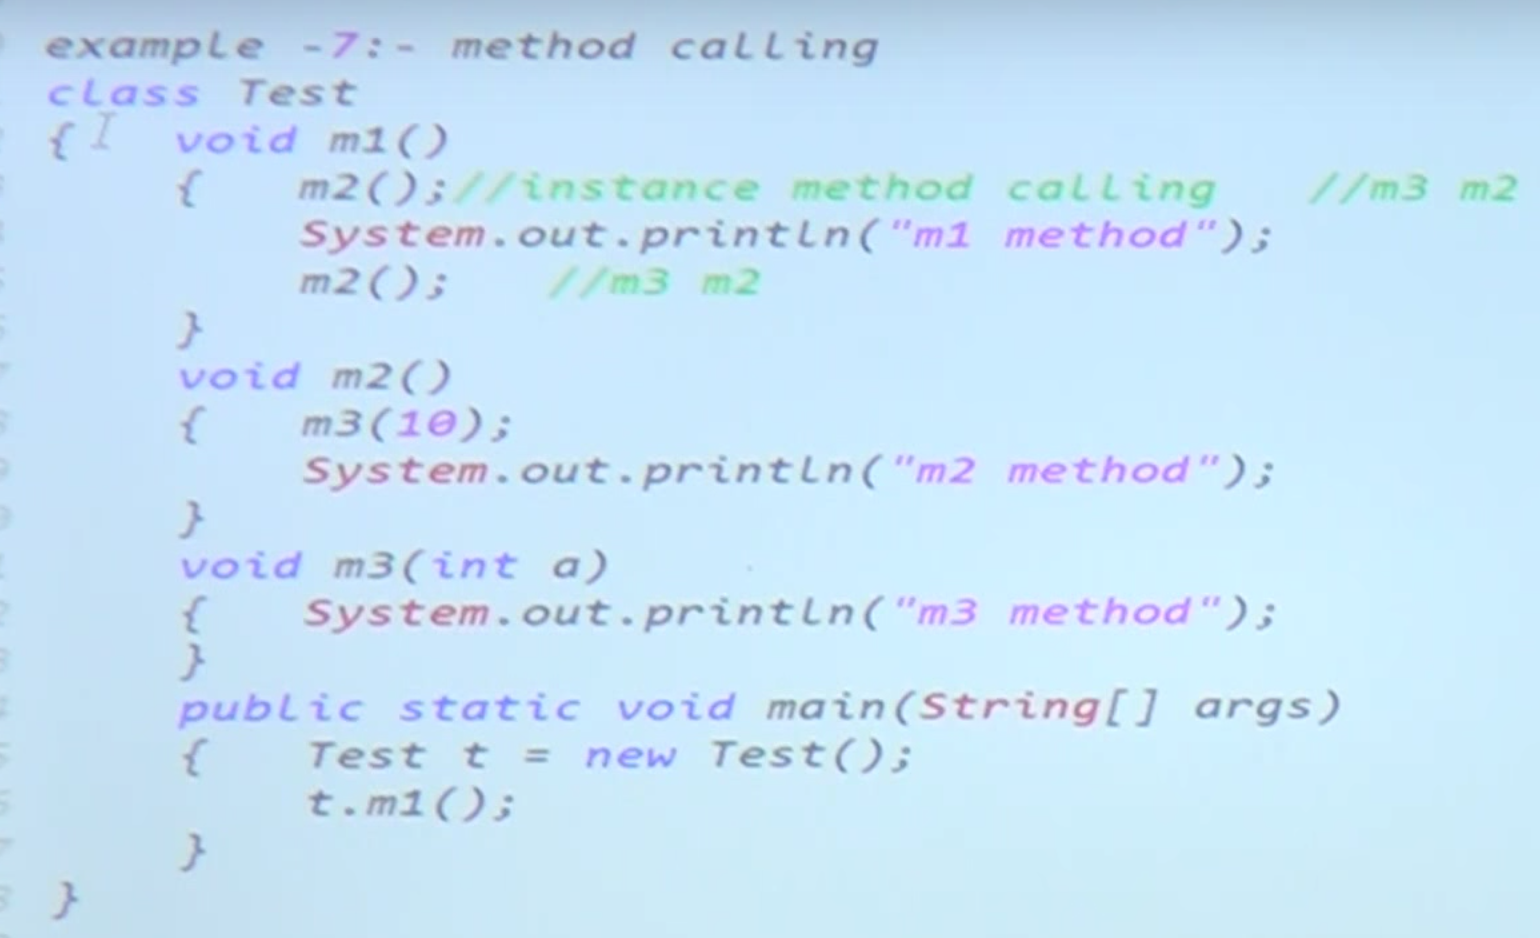 example -7:- method calling
class Test
{ void m1()
{ m2();//instance method calling //m3 m2
System.out.println("m1 method");
m2(); //m3 m2
}
void m2()
{ m3(10);
System.out.println("m2 method");
}
void m3(int a)
{ System.out.println("m3 method");
}
public static void main(String[] args)
{ Test t = new Test();
t.m1();
}
}